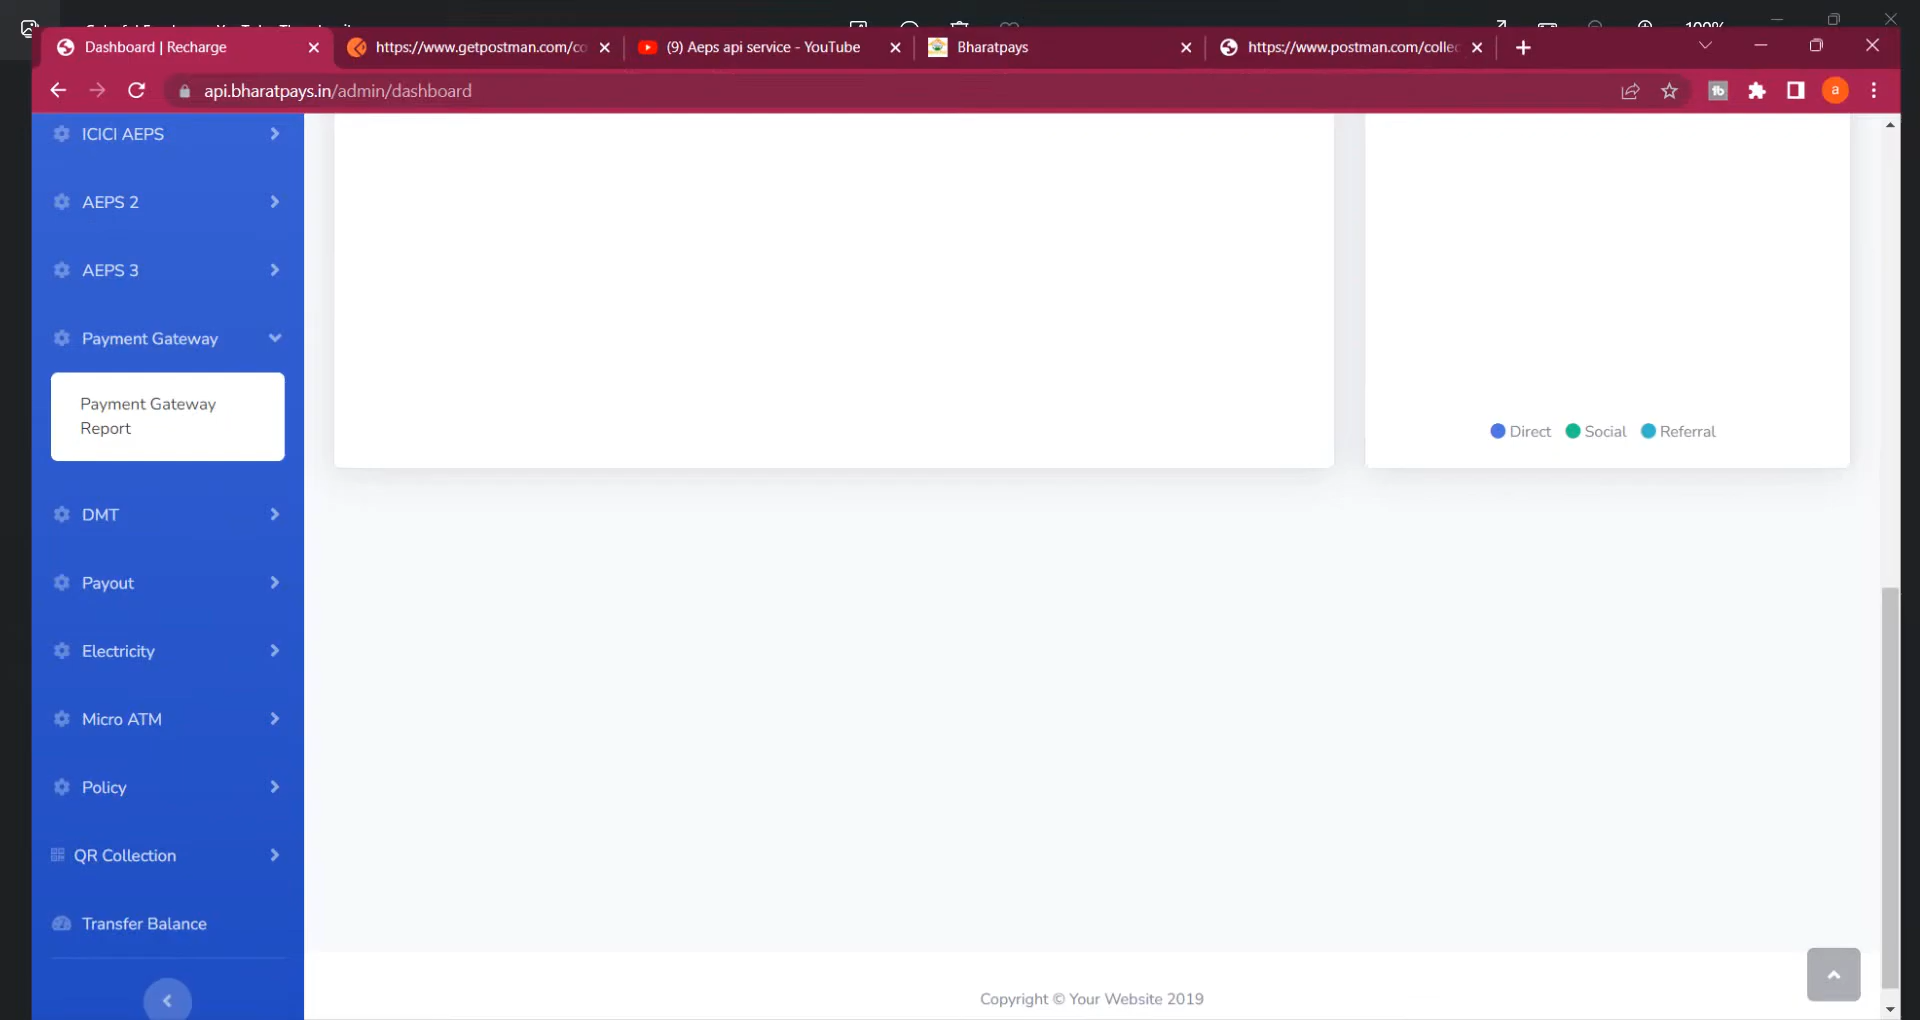 Dashboard | Recharge
https://www.getpostman.com/co
(9) Aeps api service - YouTube
Bharatpays
https://www.postman.com/collec
api.bharatpays.in/admin/dashboard
a
ICICI AEPS
AEPS 2
AEPS 3
Payment Gateway
Payment Gateway
Report
DMT
Payout
Electricity
Micro ATM
Policy
QR Collection
Transfer Balance
Direct
Social
Referral
Copyright © Your Website 2019